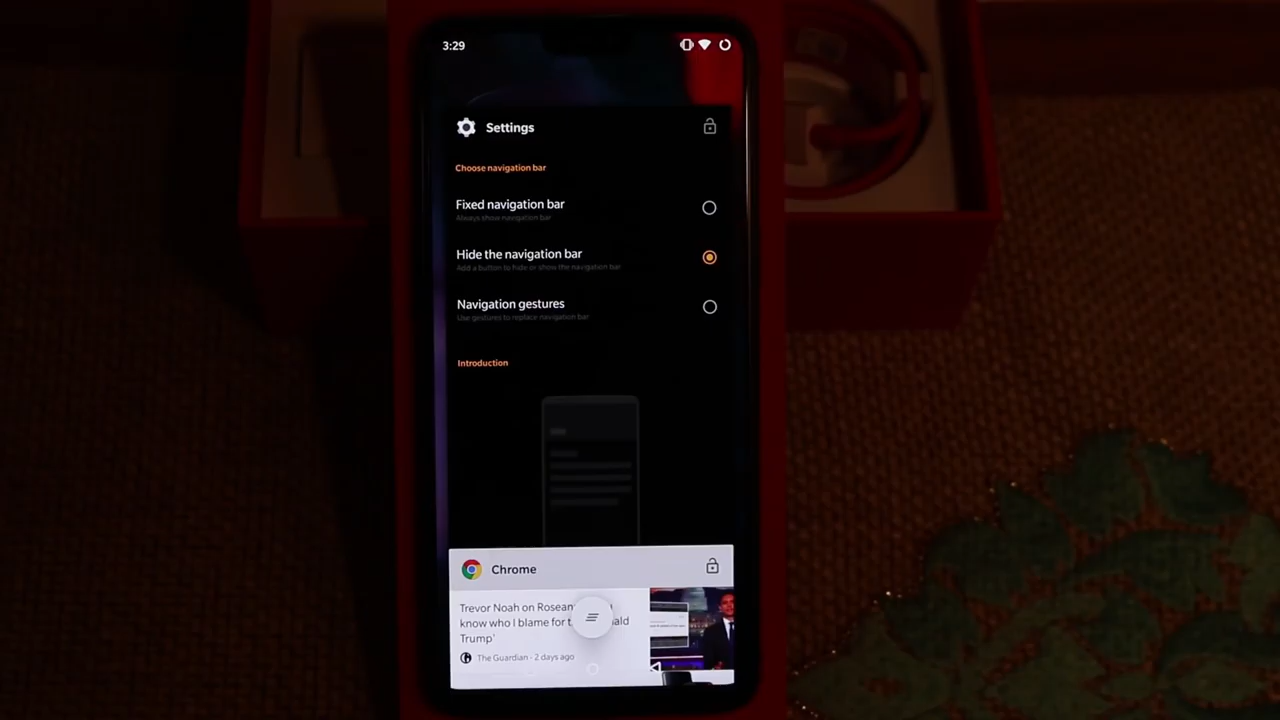 3:29
Settings
Choose navigation bar
Fixed navigation bar
Always show navigation bar
Hide the navigation bar
Add a button to hide or show the navigation bar
Navigation gestures
Use gestures to replace navigation bar
Introduction
Chrome
Trevor Noah on Rosean
know who I blame for t ald
Trump'
The Guardian - 2 days ago